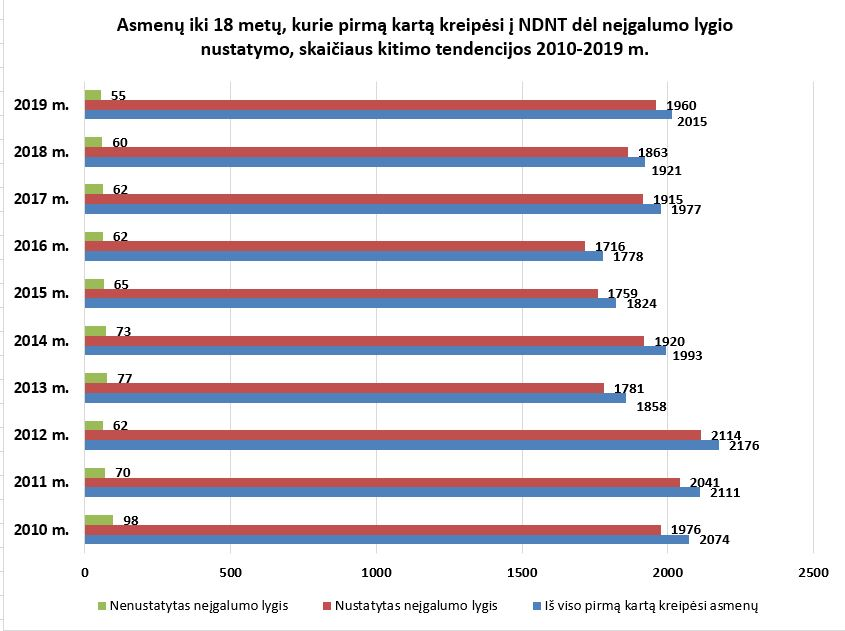 Asmenų iki 18 metų, kurie pirmą kartą kreipėsi į NDNT dėl neįgalumo lygio
nustatymo, skaičiaus kitimo tendencijos 2010-2019 m.
2019 m.
55
1960
2015
2018 m.
60
1863
1921
2017 m.
62
1915
1977
2016 m.
62
1716
1778
2015 m.
65
1759
1824
2014 m.
73
1920
1993
2013 m.
77
1781
1858
2012 m.
62
2114
2176
2011 m.
70
2041
2111
2010 m.
98
1976
2074
0 500 1000 1500 2000 2500
Nenustatytas neįgalumo lygis Nustatytas neįgalumo lygis Iš viso pirmą kartą kreipėsi asmenų